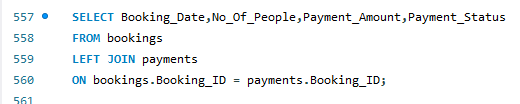 557 SELECT Booking_Date,No_Of_People,Payment_Amount,Payment_Status
558 FROM bookings
559 LEFT JOIN payments
560 ON bookings.Booking_ID = payments.Booking_ID;
561